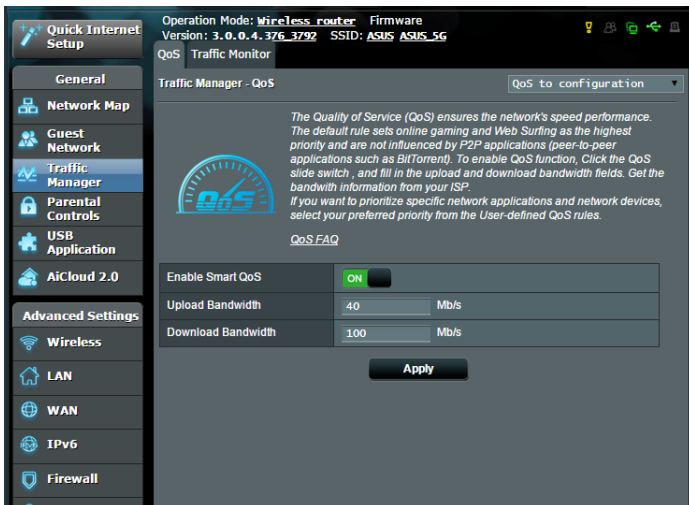 Quick Internet
Setup
Operation Mode: Wireless router Firmware
Version: 3.0.0.4.376_3792 SSID: ASUS ASUS_5G
QoS Traffic Monitor
General
Network Map
Guest
Network
Traffic
Manager
Parental
Controls
USB
Application
AiCloud 2.0
Advanced Settings
Wireless
LAN
WAN
IPv6
Firewall
Traffic Manager - QoS
QoS to configuration
The Quality of Service (QoS) ensures the network's speed performance.
The default rule sets online gaming and Web Surfing as the highest
priority and are not influenced by P2P applications (peer-to-peer
applications such as BitTorrent). To enable QoS function, Click the QoS
slide switch , and fill in the upload and download bandwidth fields. Get the
bandwith information from your ISP.
If you want to prioritize specific network applications and network devices,
select your preferred priority from the User-defined QoS rules.
QoS
QoS FAQ
Enable Smart QoS ON
Upload Bandwidth 40 Mb/s
Download Bandwidth 100 Mb/s
Apply